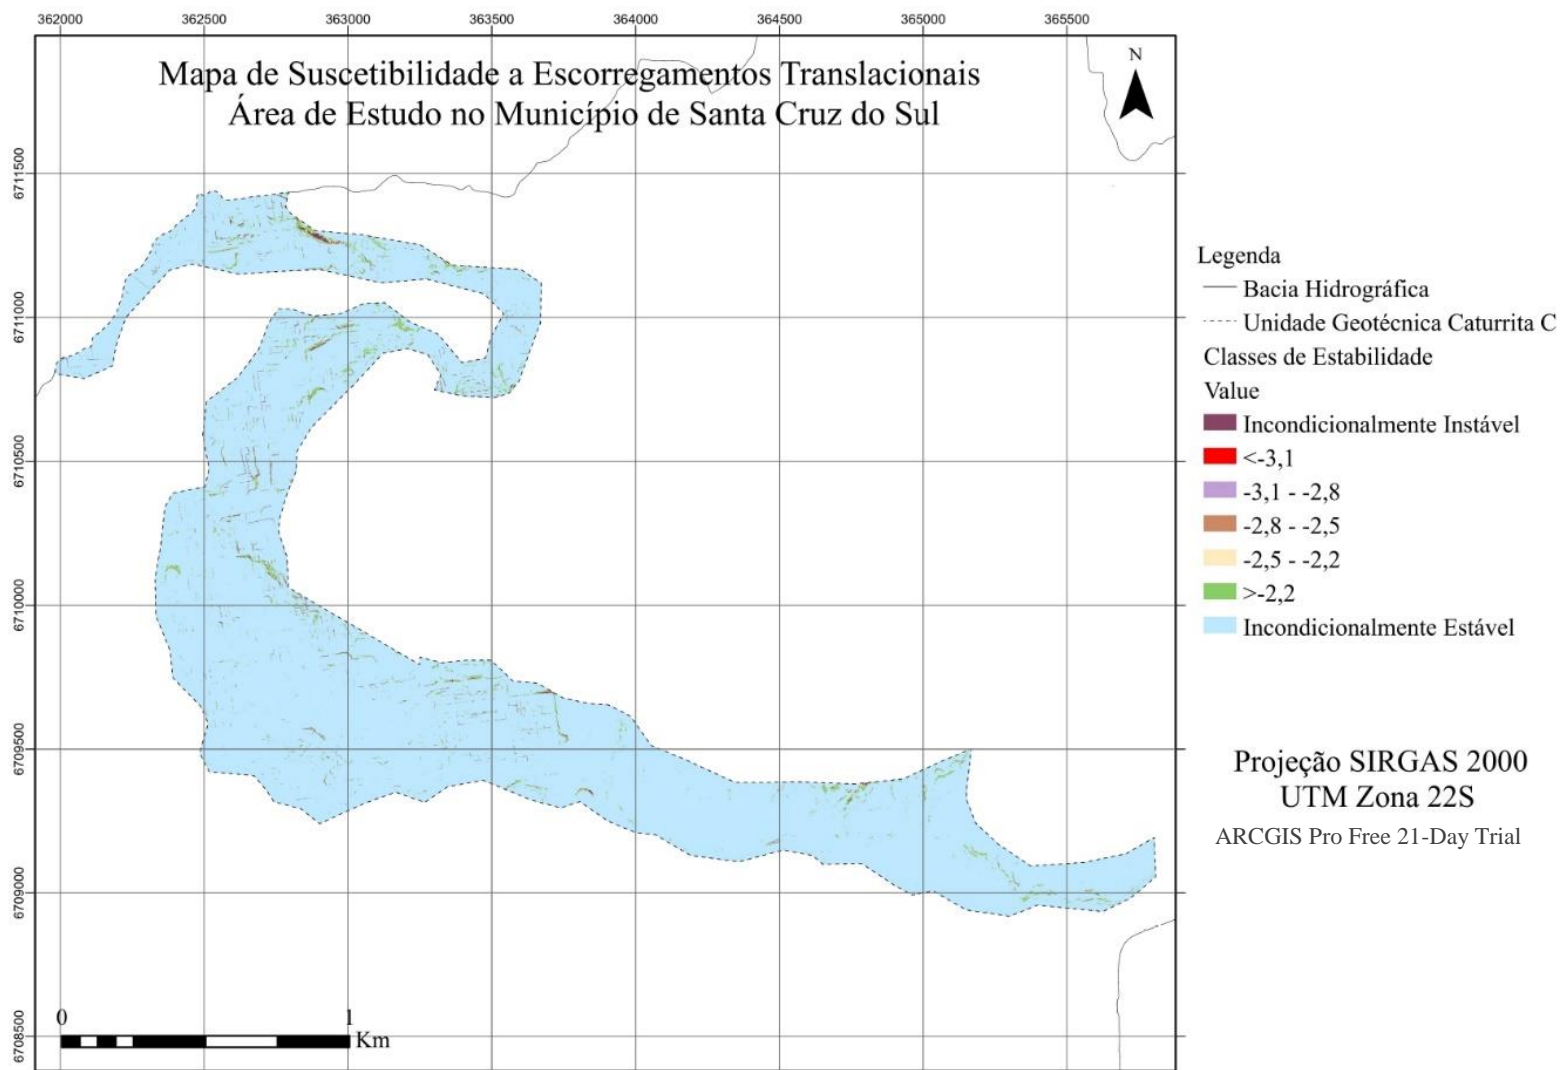 362000 362500 363000 363500 364000 364500 365000 365500
Mapa de Suscetibilidade a Escorregamentos Translacionais
Área de Estudo no Município de Santa Cruz do Sul
N
6711500
6711000
6710500
6710000
6709500
6709000
6708500
0 1
Km
Legenda
Bacia Hidrográfica
Unidade Geotécnica Caturrita C
Classes de Estabilidade
Value
Incondicionalmente Instável
<-3,1
-3,1 - -2,8
-2,8 - -2,5
-2,5 - -2,2
>-2,2
Incondicionalmente Estável
Projeção SIRGAS 2000
UTM Zona 22S
ARCGIS Pro Free 21-Day Trial